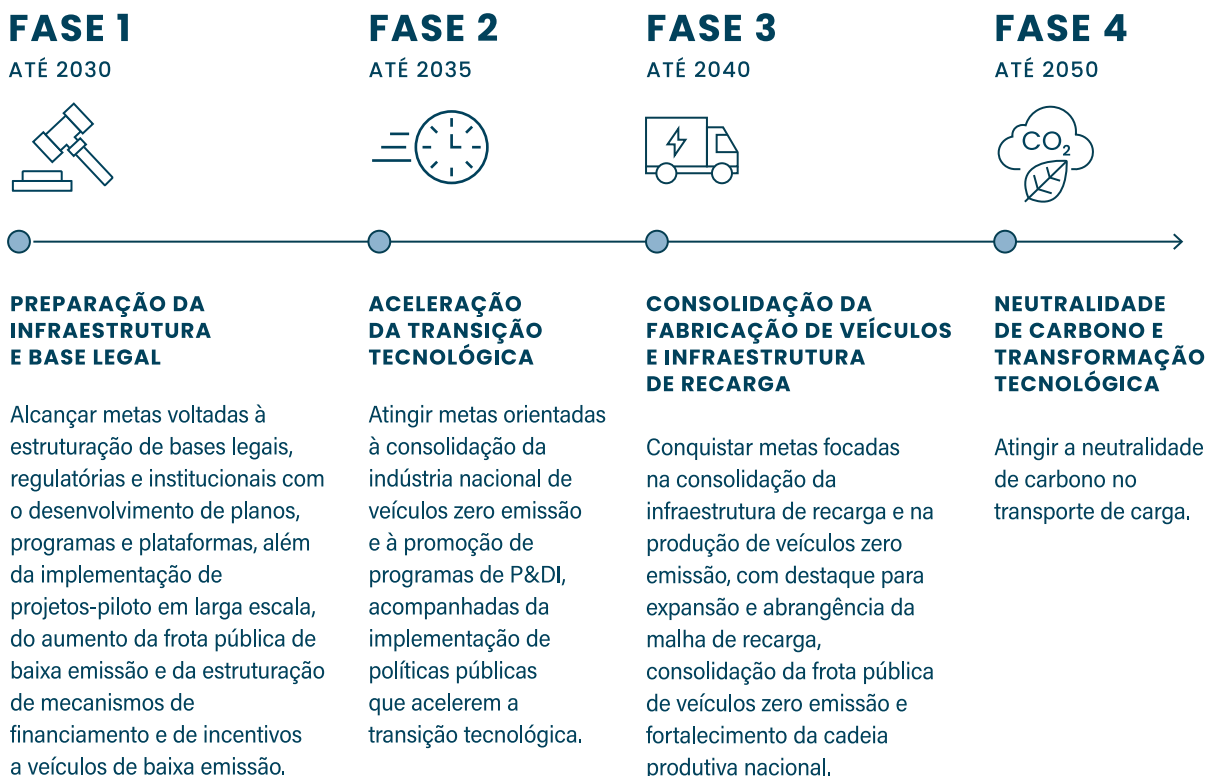 FASE 1
ATÉ 2030
PREPARAÇÃO DA
INFRAESTRUTURA
E BASE LEGAL
Alcançar metas voltadas à
estruturação de bases legais,
regulatórias e institucionais com
o desenvolvimento de planos,
programas e plataformas, além
da implementação de
projetos-piloto em larga escala,
do aumento da frota pública de
baixa emissão e da estruturação
de mecanismos de
financiamento e de incentivos
a veículos de baixa emissão.
FASE 2
ATÉ 2035
ACELERAÇÃO
DA TRANSIÇÃO
TECNOLÓGICA
Atingir metas orientadas
à consolidação da
indústria nacional de
veículos zero emissão
e à promoção de
programas de P&DI,
acompanhadas da
implementação de
políticas públicas
que acelerem a
transição tecnológica.
FASE 3
ATÉ 2040
CONSOLIDAÇÃO DA
FABRICAÇÃO DE VEÍCULOS
E INFRAESTRUTURA
DE RECARGA
Conquistar metas focadas
na consolidação da
infraestrutura de recarga e na
produção de veículos zero
emissão, com destaque para
expansão e abrangência da
malha de recarga,
consolidação da frota pública
de veículos zero emissão e
fortalecimento da cadeia
produtiva nacional.
FASE 4
ATÉ 2050
CO₂
NEUTRALIDADE
DE CARBONO E
TRANSFORMAÇÃO
TECNOLÓGICA
Atingir a neutralidade
de carbono no
transporte de carga.